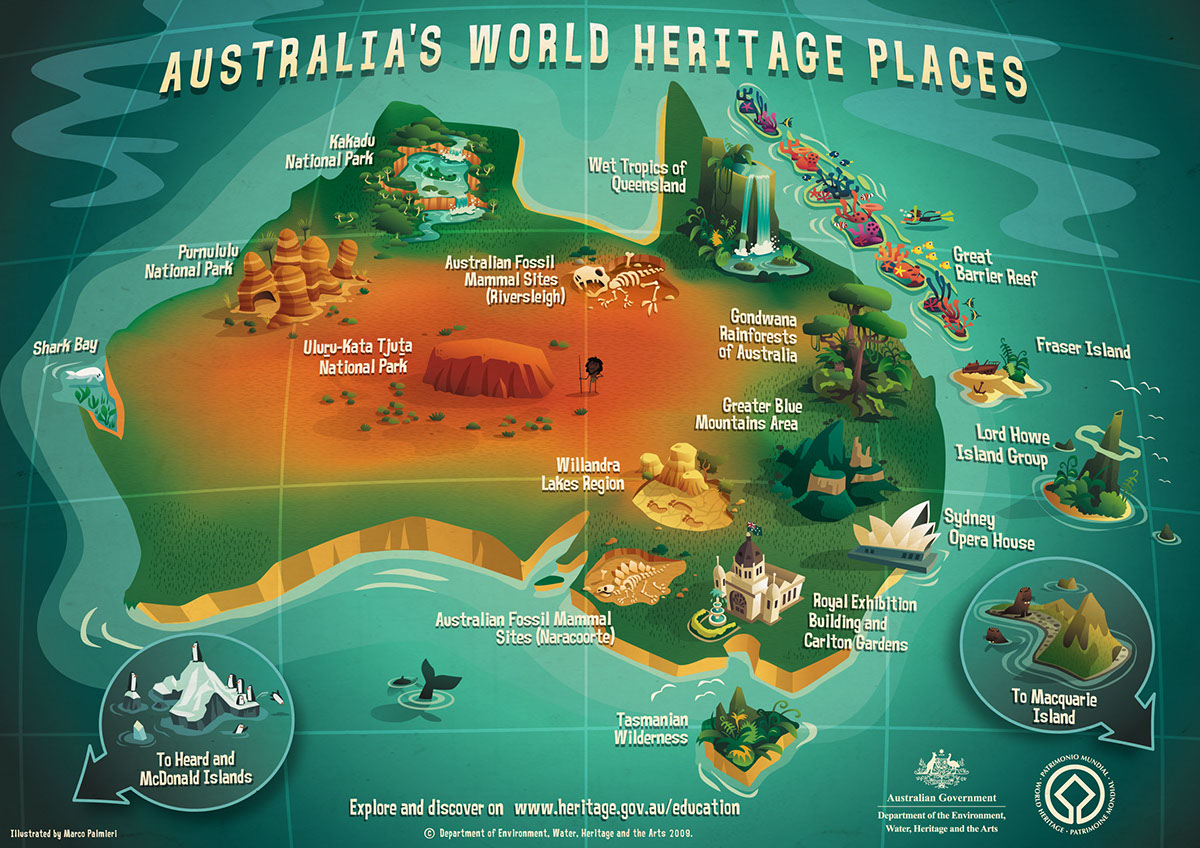 AUSTRALIA'S WORLD HERITAGE PLACES
Kakadu
National Park
Wet Tropics of
Queensland
Purnululu
National Park
Australian Fossil
Mammal Sites
(Riversleigh)
Great
Barrier Reef
Gondwana
Rainforests
of Australia
Shark Bay
Uluru-Kata Tjuṯa
National Park
Fraser Island
Greater Blue
Mountains Area
Lord Howe
Island Group
Willandra
Lakes Region
Sydney
Opera House
Australian Fossil Mammal
Sites (Naracoorte)
Royal Exhibition
Building and
Carlton Gardens
To Macquarie
Island
Tasmanian
Wilderness
To Heard and
McDonald Islands
Explore and discover on www.heritage.gov.au/education
Australian Government
Department of the Environment,
Water, Heritage and the Arts
PATRIMONIO MUNDIAL • WORLD HERITAGE • PATRIMOINE MONDIAL •
Illustrated by Marco Palmieri
© Department of Environment, Water, Heritage and the Arts 2009.